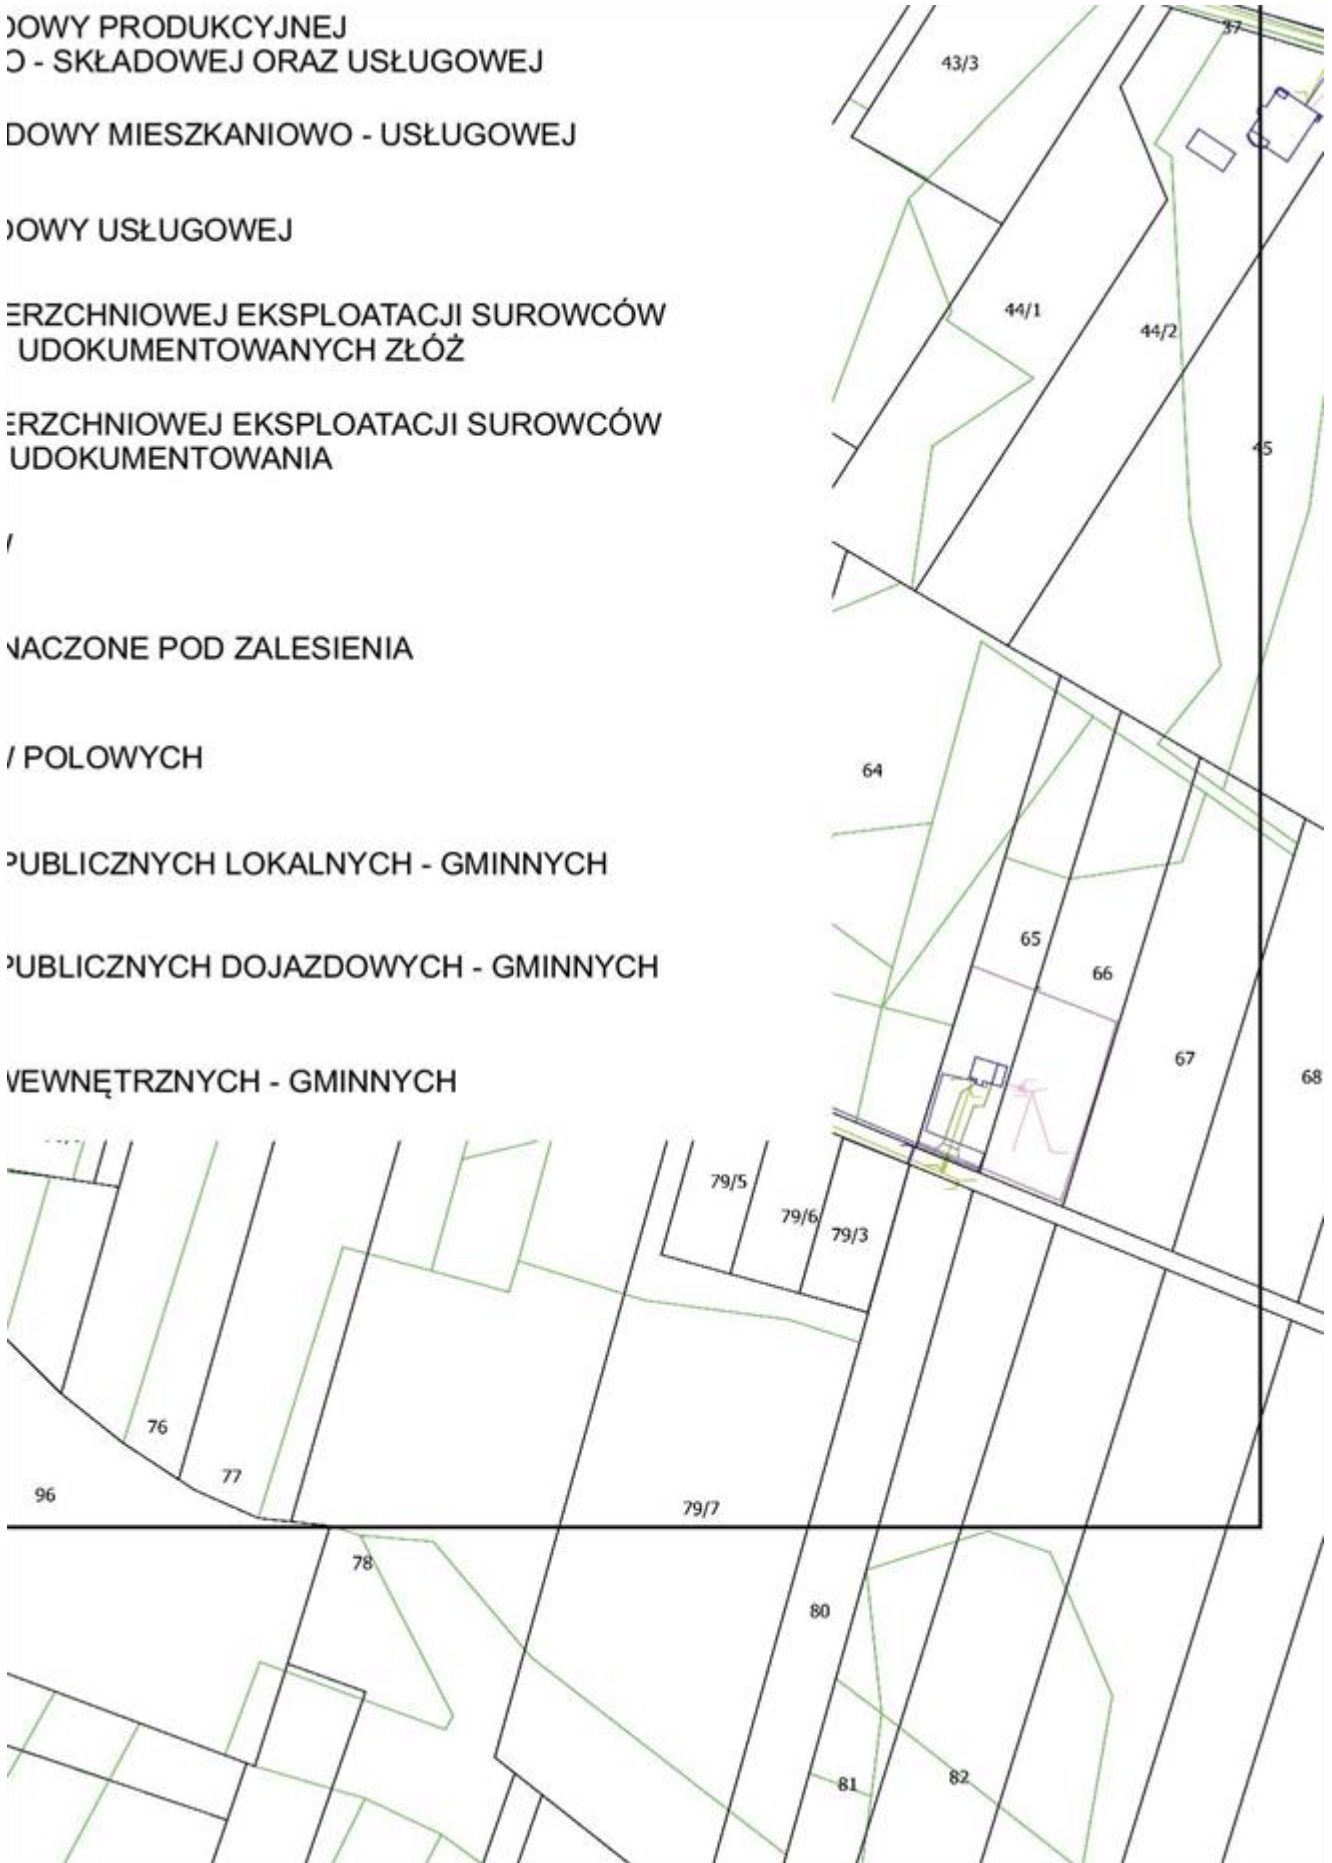 DOWY PRODUKCYJNEJ
O - SKŁADOWEJ ORAZ USŁUGOWEJ
DOWY MIESZKANIOWO - USŁUGOWEJ
DOWY USŁUGOWEJ
ERZCHNIOWEJ EKSPLOATACJI SUROWCÓW
UDOKUMENTOWANYCH ZŁÓŻ
ERZCHNIOWEJ EKSPLOATACJI SUROWCÓW
UDOKUMENTOWANIA
NACZONE POD ZALESIENIA
POLOWYCH
PUBLICZNYCH LOKALNYCH - GMINNYCH
PUBLICZNYCH DOJAZDOWYCH - GMINNYCH
WEWNĘTRZNYCH - GMINNYCH
37
43/3
44/1
44/2
45
64
65
66
67
68
79/5
79/6
79/3
76
77
96
79/7
78
80
81
82